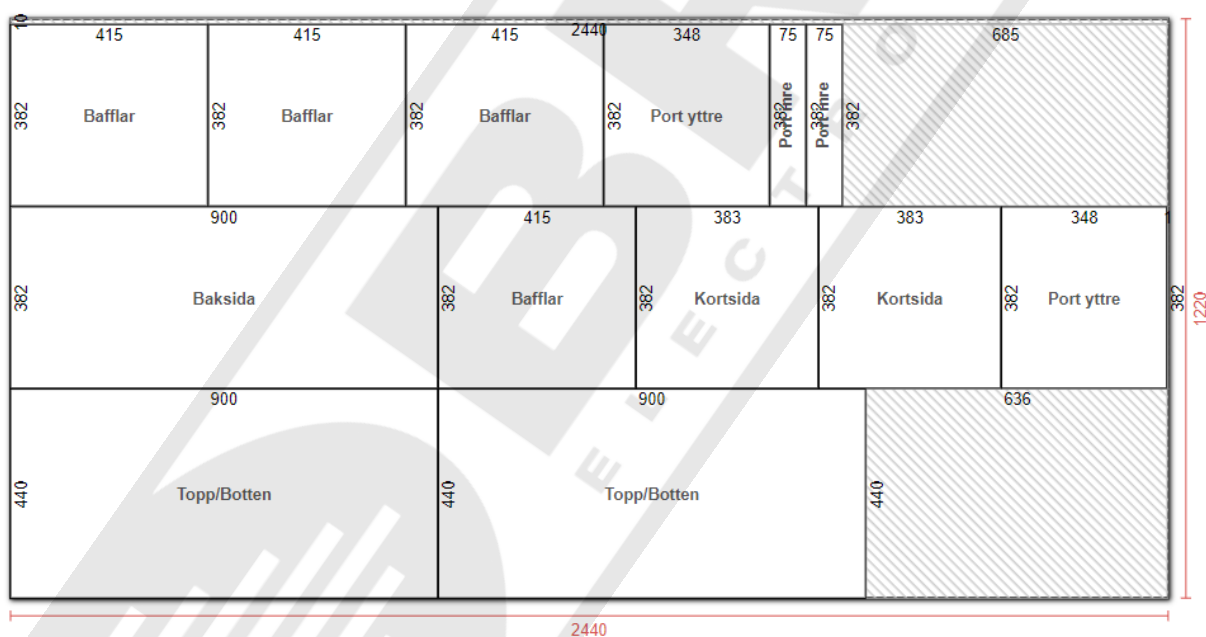 10
415 415 415 2440 348 75 75 685
382 Bafflar 382 Bafflar 382 Bafflar 382 Port yttre 382 Port inre 382 Port inre 382
900 415 383 383 348 1
382 Baksida 382 Bafflar 382 Kortsida 382 Kortsida 382 Port yttre 382
1220
900 900 636
440 Topp/Botten 440 Topp/Botten 440
2440
ELECTRO